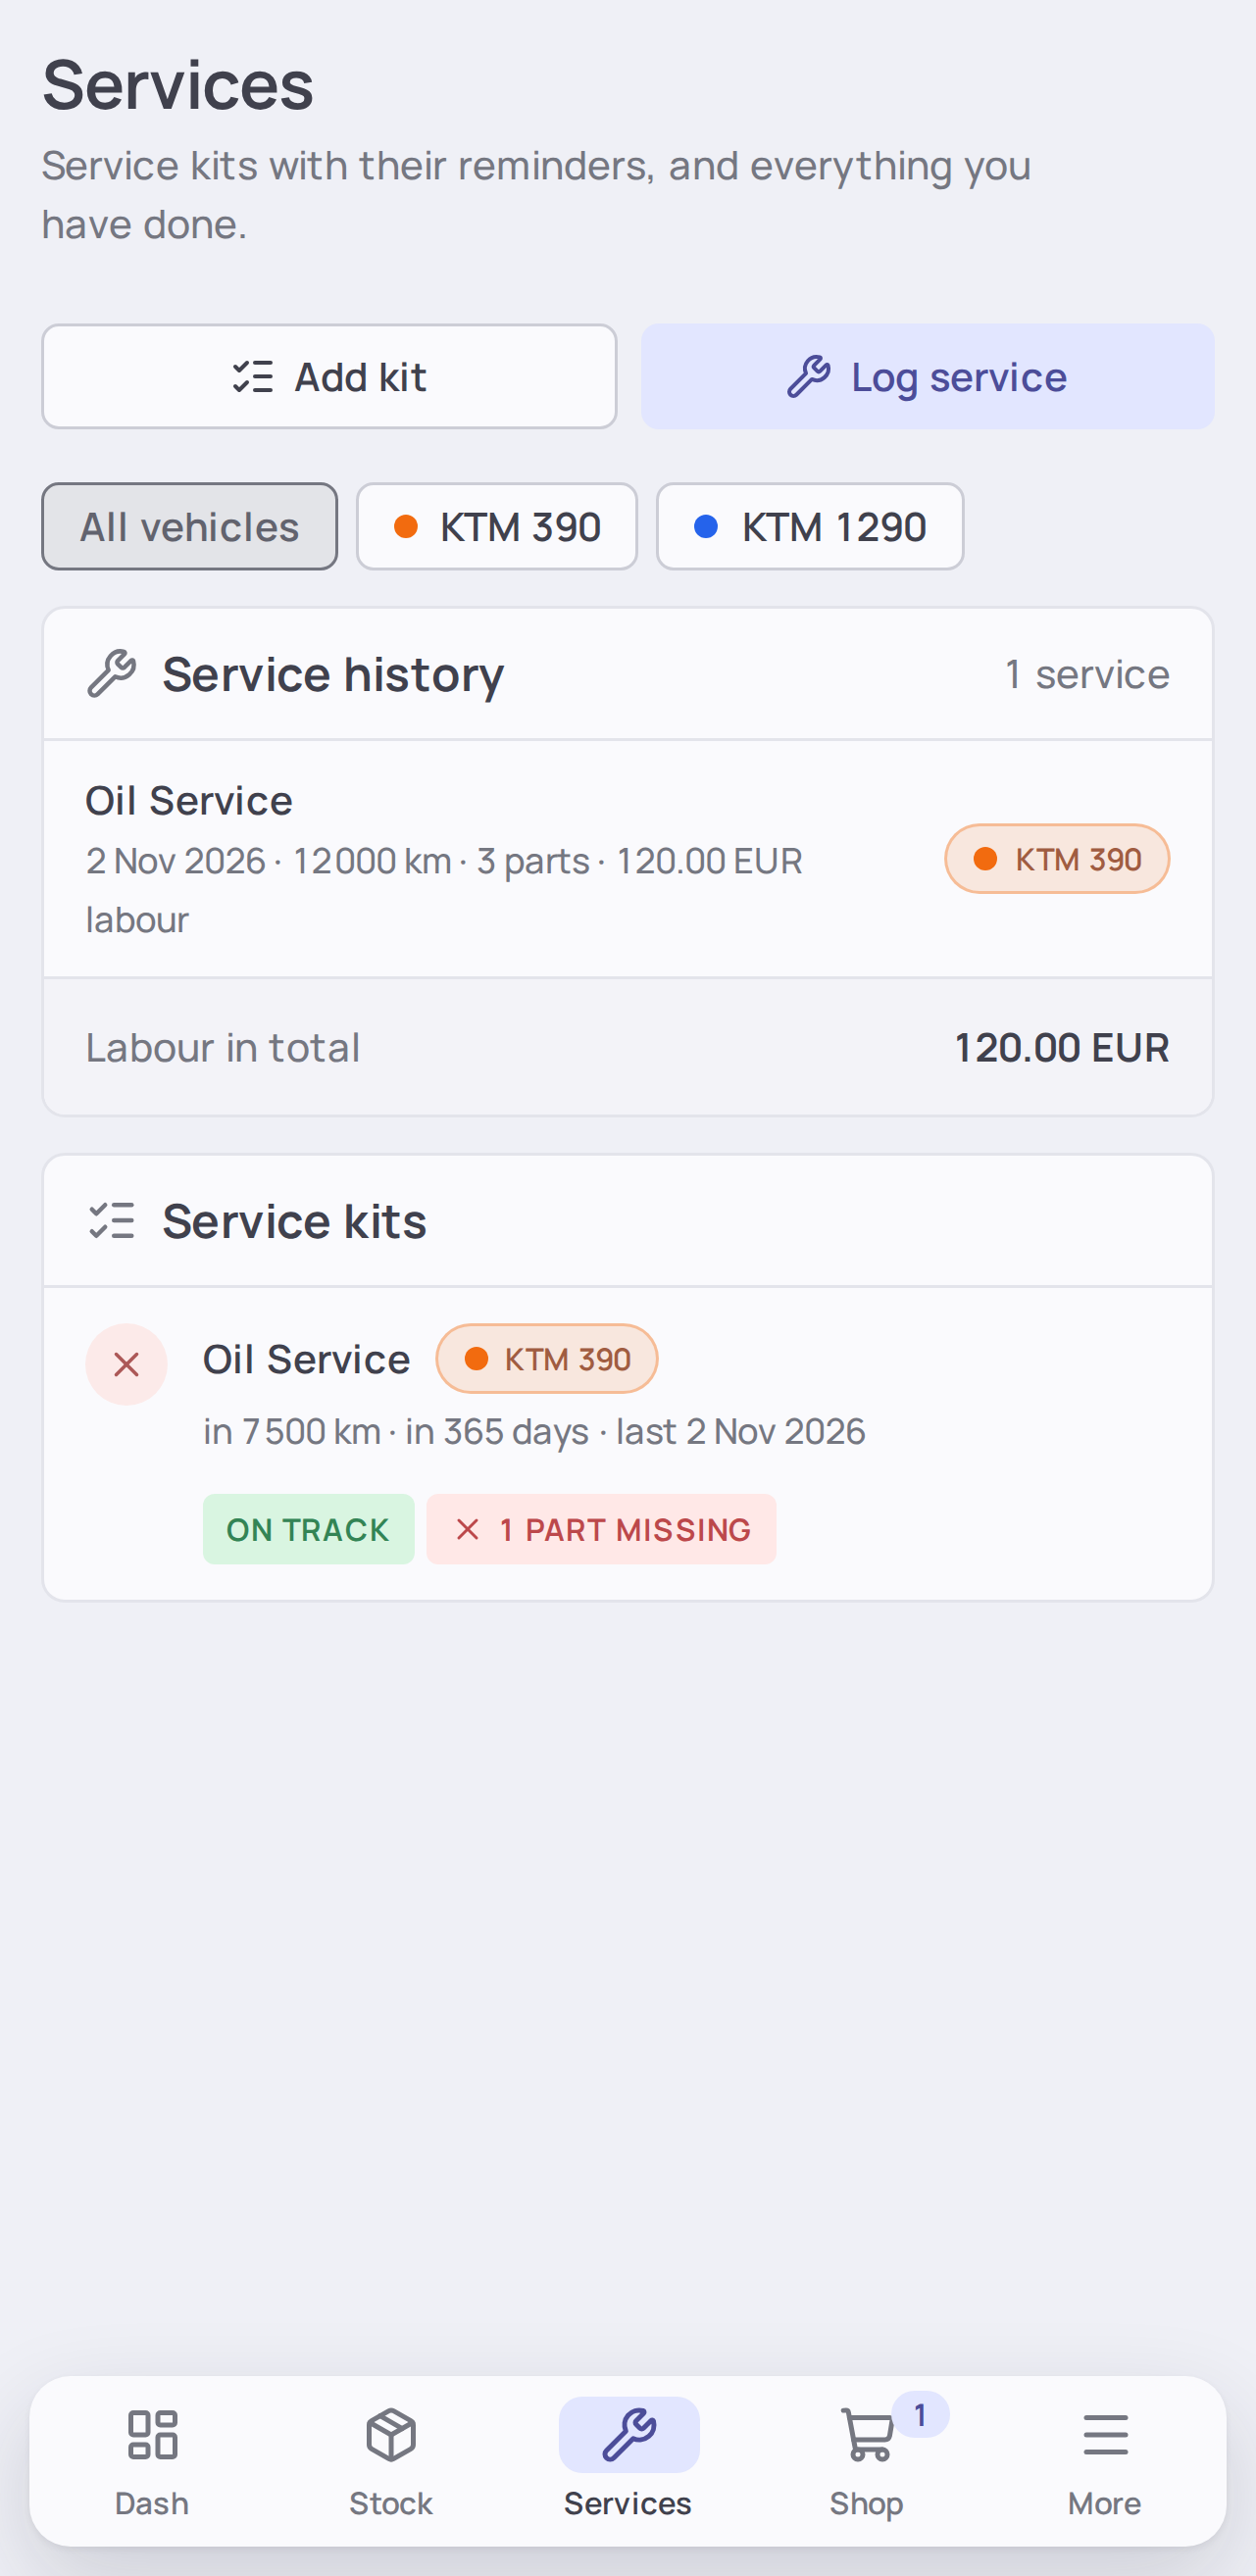 Services
Service kits with their reminders, and everything you
have done.
Add kit
Log service
All vehicles
KTM 390
KTM 1290
Service history
1 service
Oil Service
2 Nov 2026 · 12 000 km · 3 parts · 120.00 EUR
labour
KTM 390
Labour in total
120.00 EUR
Service kits
Oil Service
KTM 390
in 7 500 km · in 365 days · last 2 Nov 2026
ON TRACK
1 PART MISSING
1
Dash
Stock
Services
Shop
More